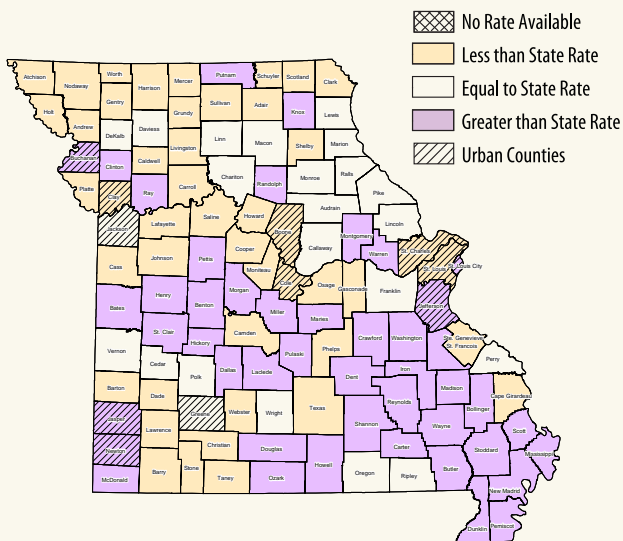 No Rate Available
Less than State Rate
Equal to State Rate
Greater than State Rate
Urban Counties
Atchison
Nodaway
Worth
Harrison
Mercer
Putnam
Schuyler
Scotland
Clark
Holt
Andrew
Gentry
Grundy
Sullivan
Adair
Knox
Lewis
DeKalb
Daviess
Livingston
Linn
Macon
Shelby
Marion
Buchanan
Clinton
Caldwell
Chariton
Randolph
Monroe
Ralls
Pike
Platte
Clay
Ray
Carroll
Audrain
Lincoln
Jackson
Lafayette
Saline
Howard
Boone
Callaway
Montgomery
Warren
St. Charles
St. Louis
St. Louis City
Cass
Johnson
Pettis
Cooper
Moniteau
Cole
Osage
Gasconade
Franklin
Jefferson
Bates
Henry
Benton
Morgan
Miller
Maries
St. Clair
Hickory
Camden
Pulaski
Phelps
Crawford
Washington
Ste. Genevieve
St. Francois
Perry
Vernon
Cedar
Polk
Dallas
Laclede
Dent
Iron
Madison
Bollinger
Cape Girardeau
Barton
Dade
Greene
Webster
Wright
Texas
Reynolds
Wayne
Scott
Jasper
Lawrence
Christian
Douglas
Shannon
Carter
Stoddard
Mississippi
Newton
Howell
Butler
McDonald
Barry
Stone
Taney
Ozark
Oregon
Ripley
New Madrid
Dunklin
Pemiscot